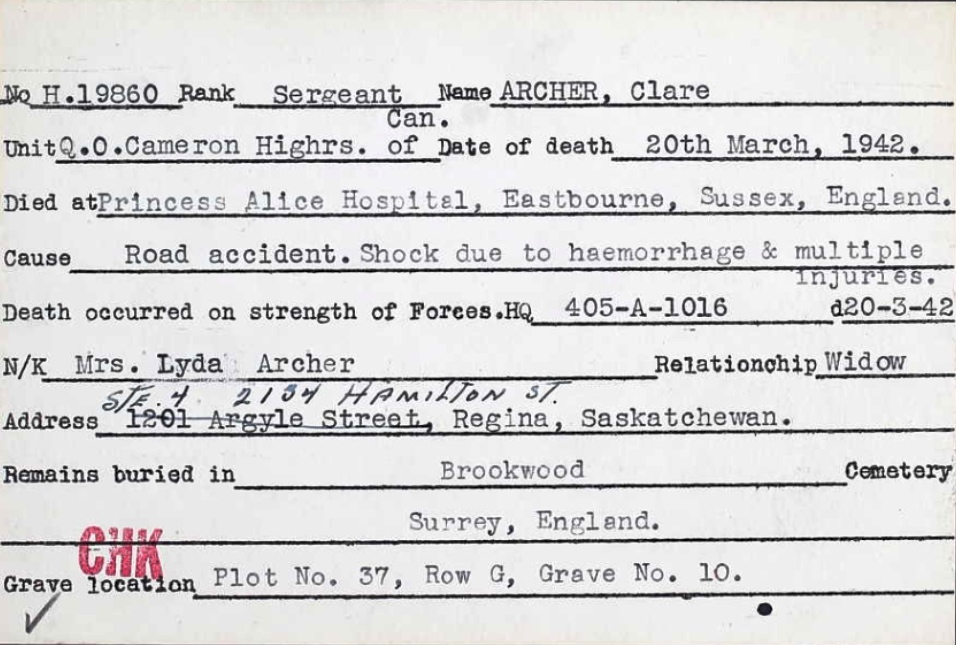 No H.19860 Rank Sergeant Name ARCHER, Clare
Can.
Unit Q.O.Cameron Highrs. of Date of death 20th March, 1942.
Died at Princess Alice Hospital, Eastbourne, Sussex, England.
Cause Road accident. Shock due to haemorrhage & multiple
injuries.
Death occurred on strength of Forces.HQ 405-A-1016 d20-3-42
N/K Mrs. Lyda Archer Relationchip Widow
STE. 4 2134 HAMILTON ST.
Address 1201 Argyle Street, Regina, Saskatchewan.
Remains buried in Brookwood Cemetery
Surrey, England.
CHK
Grave location Plot No. 37, Row G, Grave No. 10.